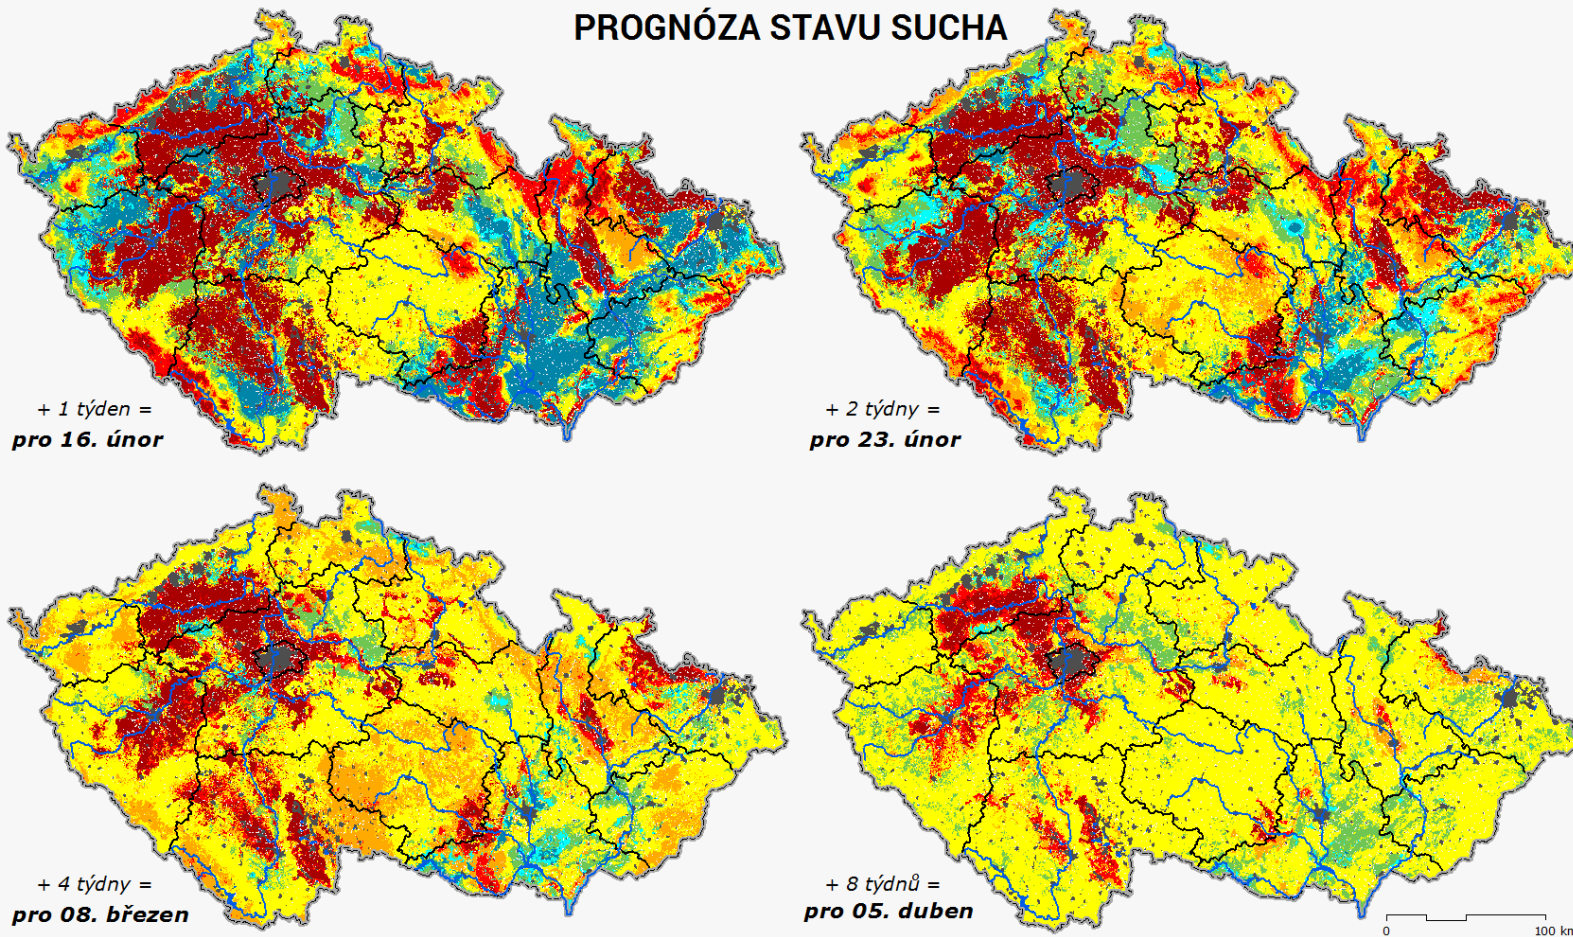 PROGNÓZA STAVU SUCHA
+ 1 týden =
pro 16. únor
+ 2 týdny =
pro 23. únor
+ 4 týdny =
pro 08. březen
+ 8 týdnů =
pro 05. duben
0 100 km